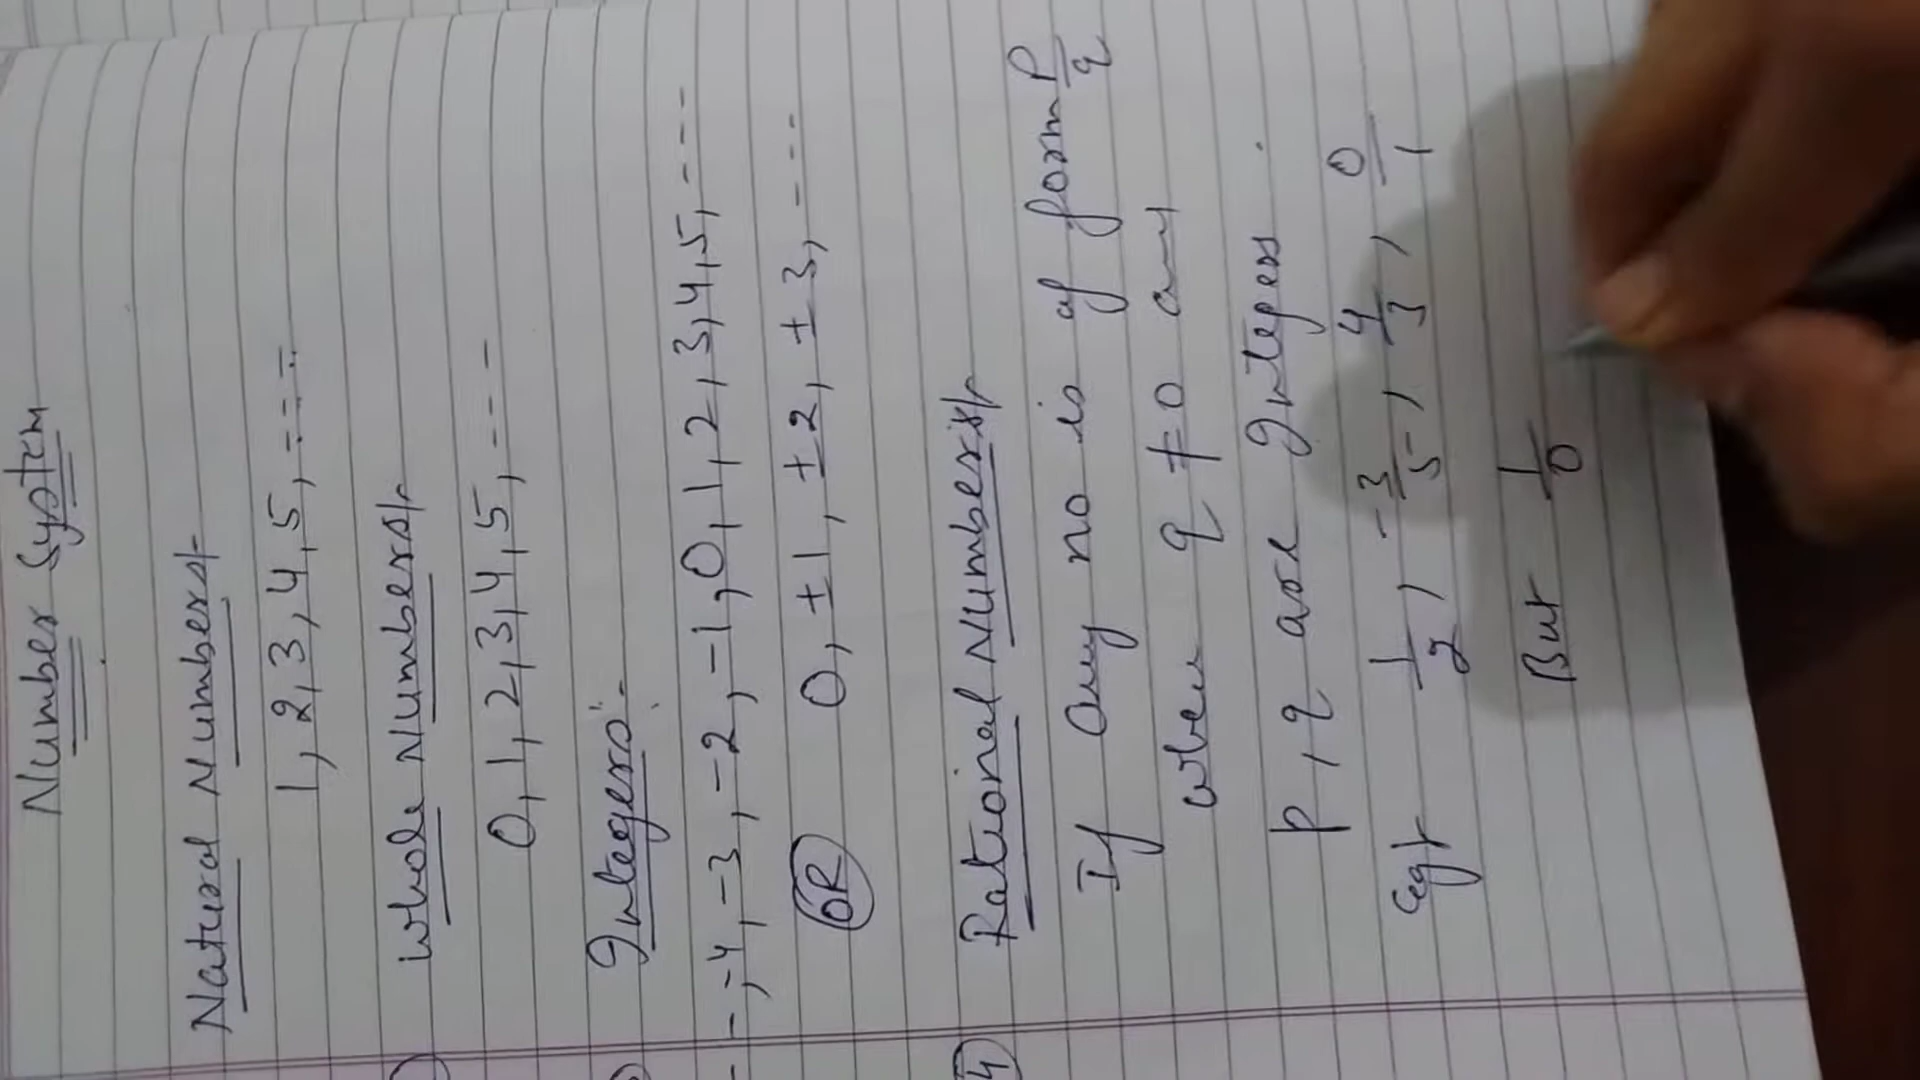 Number System
Natural Numbers:-
1, 2, 3, 4, 5, ----
Whole Numbers:-
0, 1, 2, 3, 4, 5, ----
Integers:-
--, -4, -3, -2, -1, 0, 1, 2, 3, 4, 5, ----
OR 0, ±1, ±2, ±3, ----
4 Rational Numbers:-
If any no is of form p/q
when q ≠ 0 and
p, q are Integers.
eg:- 1/2, -3/5, 4/3, 0/1
But 1/0